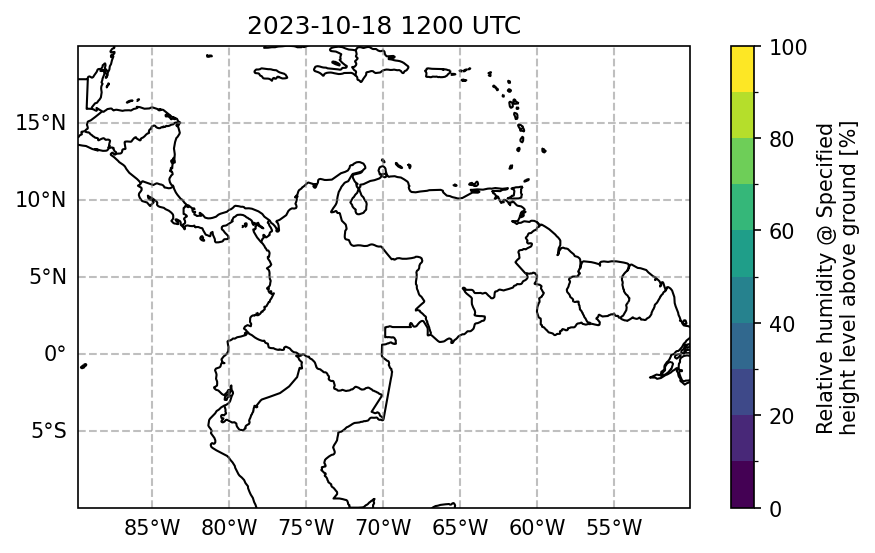 2023-10-18 1200 UTC
15°N
10°N
5°N
0°
5°S
85°W
80°W
75°W
70°W
65°W
60°W
55°W
100
80
60
40
20
0
Relative humidity @ Specified
height level above ground [%]